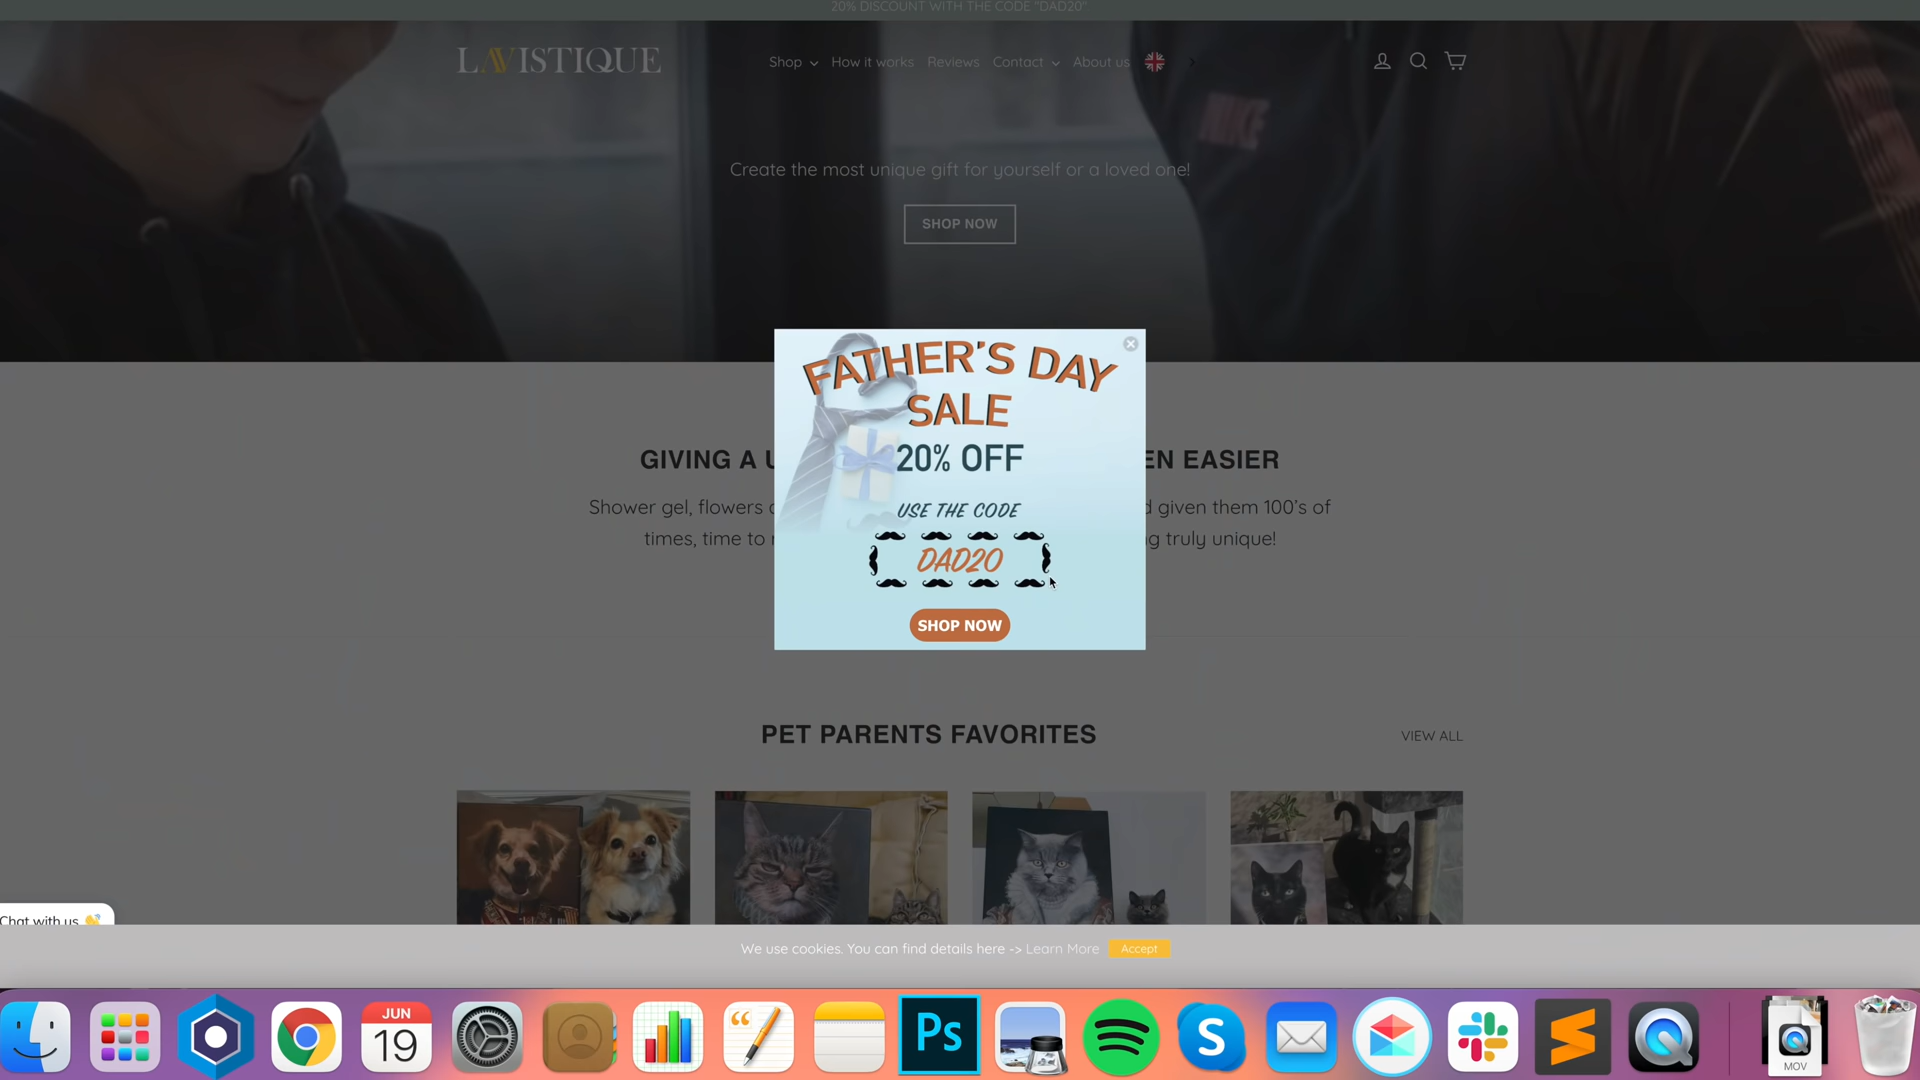 20% DISCOUNT WITH THE CODE "DAD20"
LAVISTIQUE
Shop How it works Reviews Contact About us
NIKE
Create the most unique gift for yourself or a loved one!
SHOP NOW
FATHER'S DAY
SALE
20% OFF
USE THE CODE
DAD20
SHOP NOW
GIVING A EN EASIER
Shower gel, flowers given them 100's of
times, time to g truly unique!
PET PARENTS FAVORITES
VIEW ALL
Chat with us
We use cookies. You can find details here -> Learn More Accept
JUN
19
Ps
S
MOV